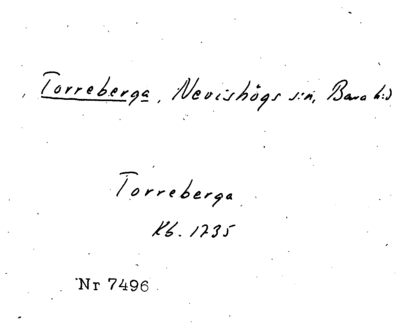 Torreberga, Nevishögs s:n, Bara h:d
Torreberga
Kb. 1735
Nr 7496